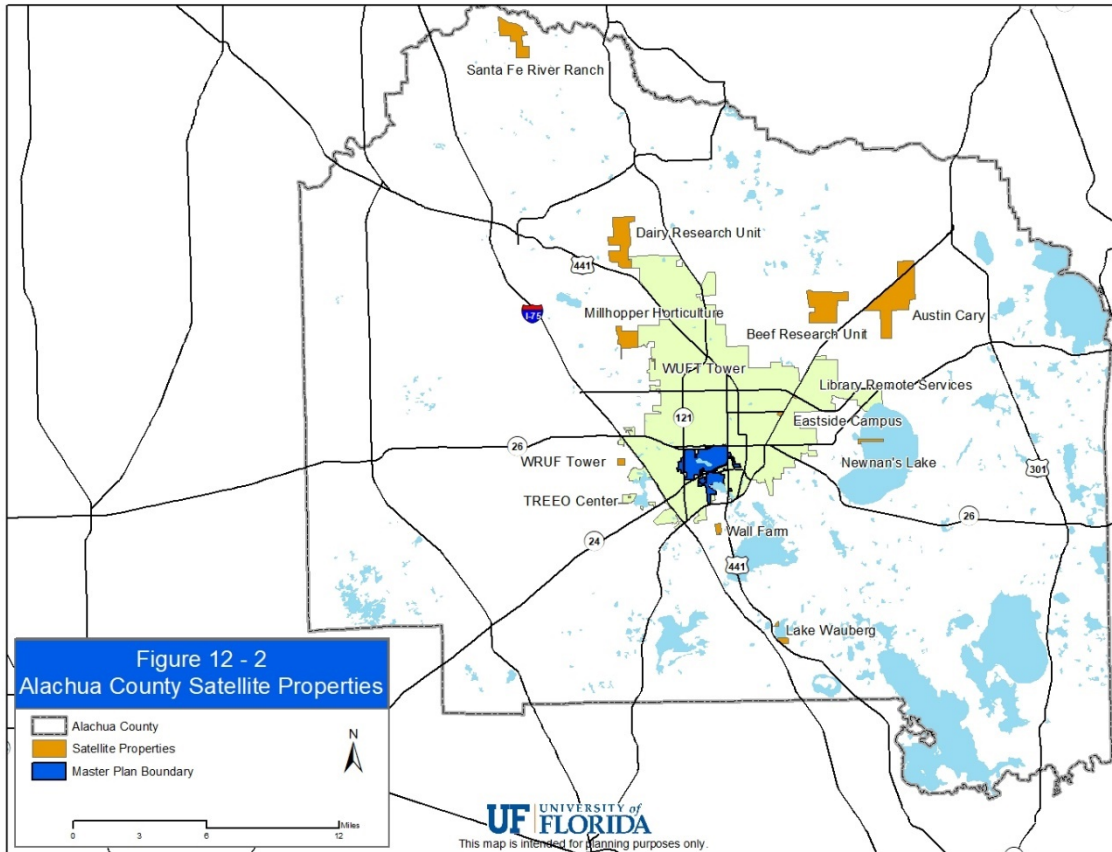 Santa Fe River Ranch
Dairy Research Unit
441
I-75
Millhopper Horticulture
Austin Cary
Beef Research Unit
WUFT Tower
Library Remote Services
121
Eastside Campus
26
WRUF Tower
Newnan's Lake
301
TREEO Center
26
Wall Farm
24
441
Lake Wauberg
Figure 12 - 2
Alachua County Satellite Properties
Alachua County
Satellite Properties
Master Plan Boundary
N
Miles
0 3 6 12
UF UNIVERSITY of
FLORIDA
This map is intended for planning purposes only.